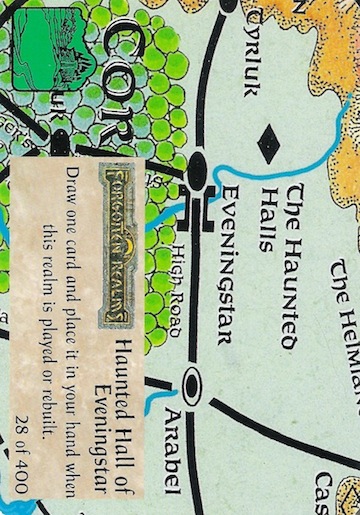 COR
Tyrluk
The Haunted
Halls
Eveningstar
High Road
The Helman
Arabel
Cas
FORGOTTEN REALMS
Haunted Hall of
Eveningstar
Draw one card and place it in your hand when
this realm is played or rebuilt.
28 of 400